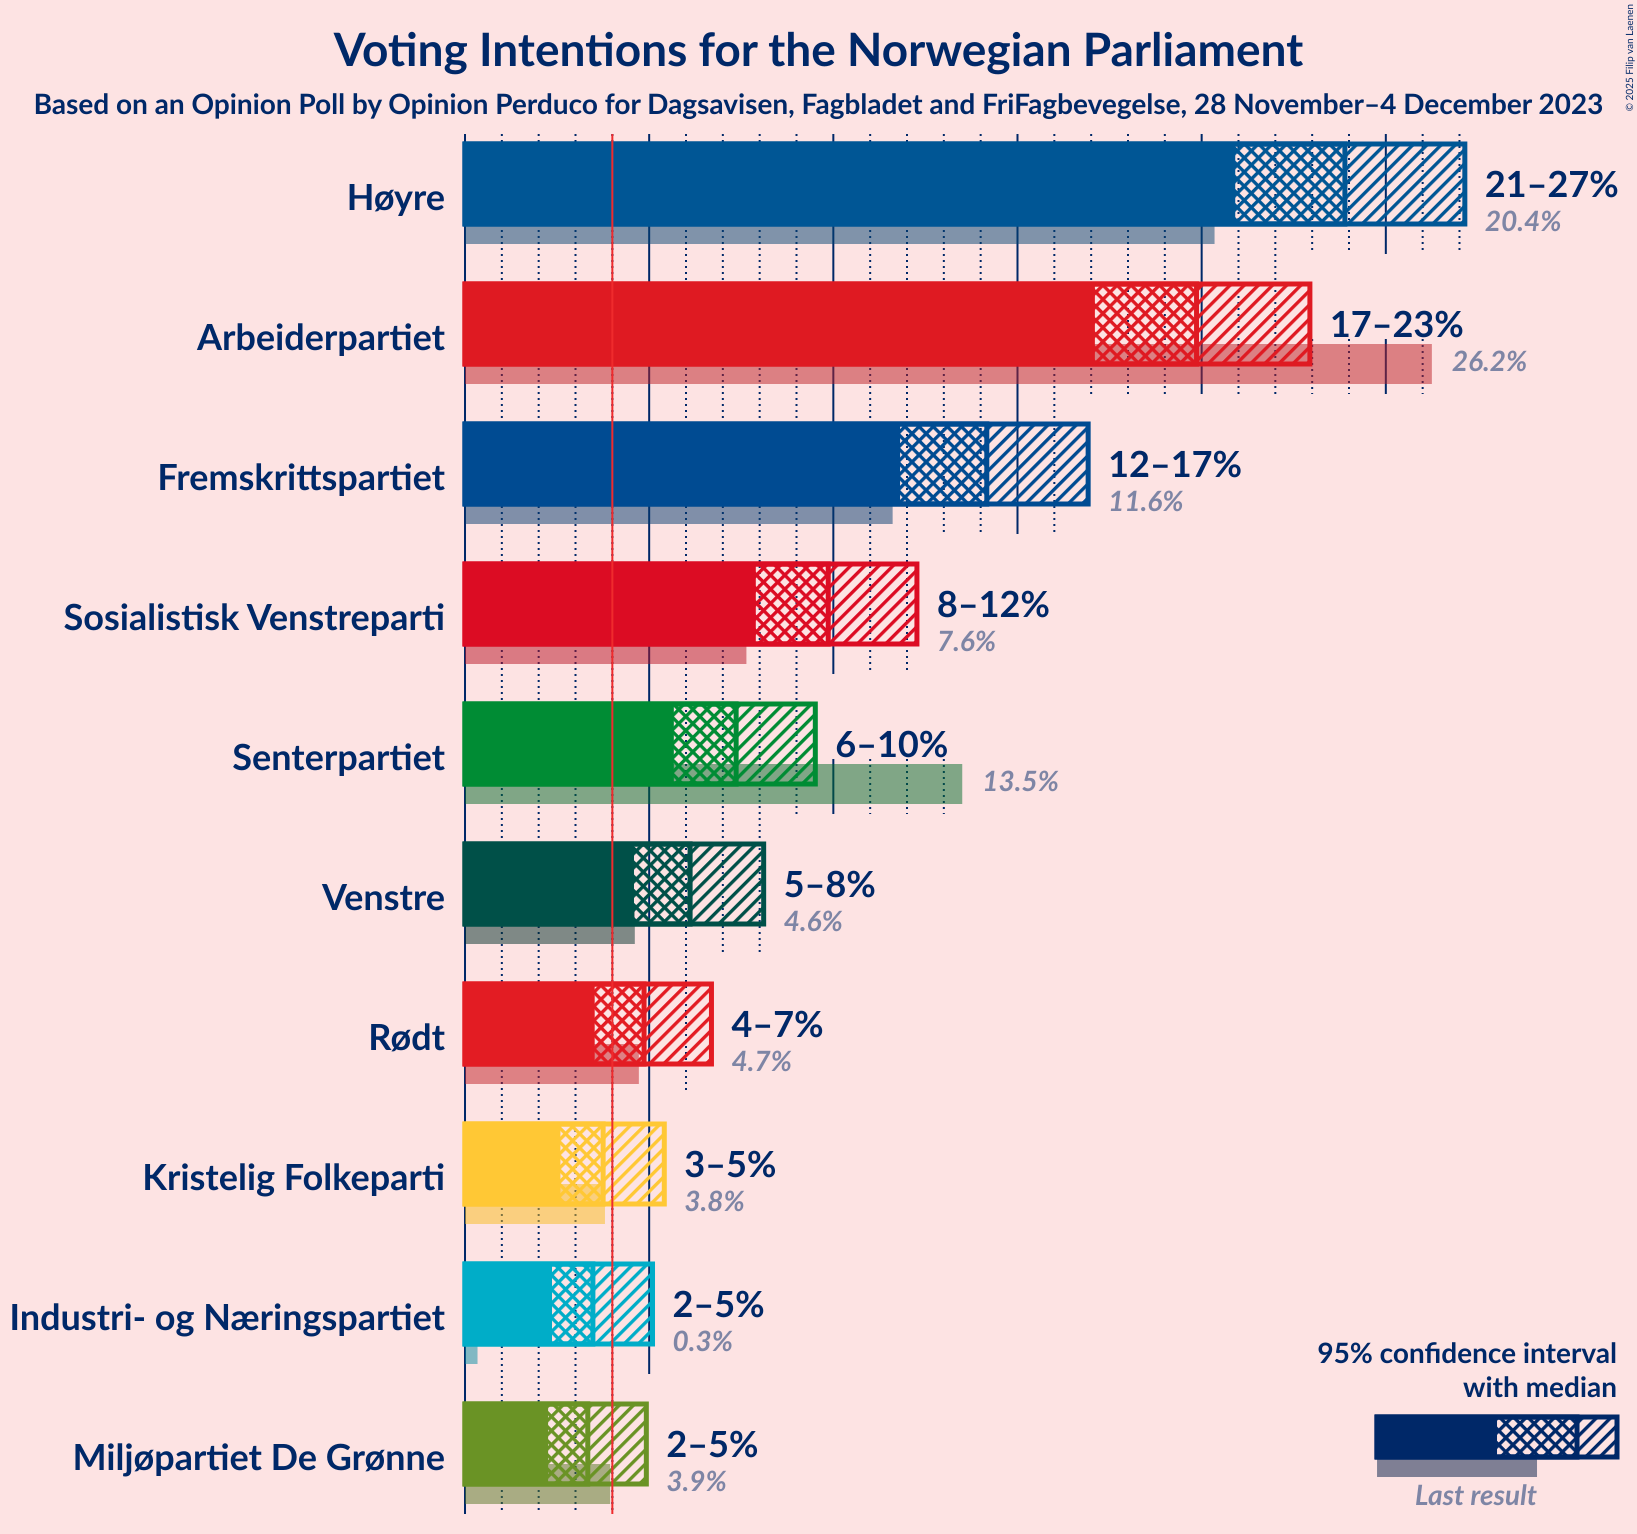 Voting Intentions for the Norwegian Parliament
Based on an Opinion Poll by Opinion Perduco for Dagsavisen, Fagbladet and FriFagbevegelse, 28 November–4 December 2023
© 2025 Filip van Laenen
Høyre
21–27%
20.4%
Arbeiderpartiet
17–23%
26.2%
Fremskrittspartiet
12–17%
11.6%
Sosialistisk Venstreparti
8–12%
7.6%
Senterpartiet
6–10%
13.5%
Venstre
5–8%
4.6%
Rødt
4–7%
4.7%
Kristelig Folkeparti
3–5%
3.8%
Industri- og Næringspartiet
2–5%
0.3%
Miljøpartiet De Grønne
2–5%
3.9%
95% confidence interval
with median
Last result